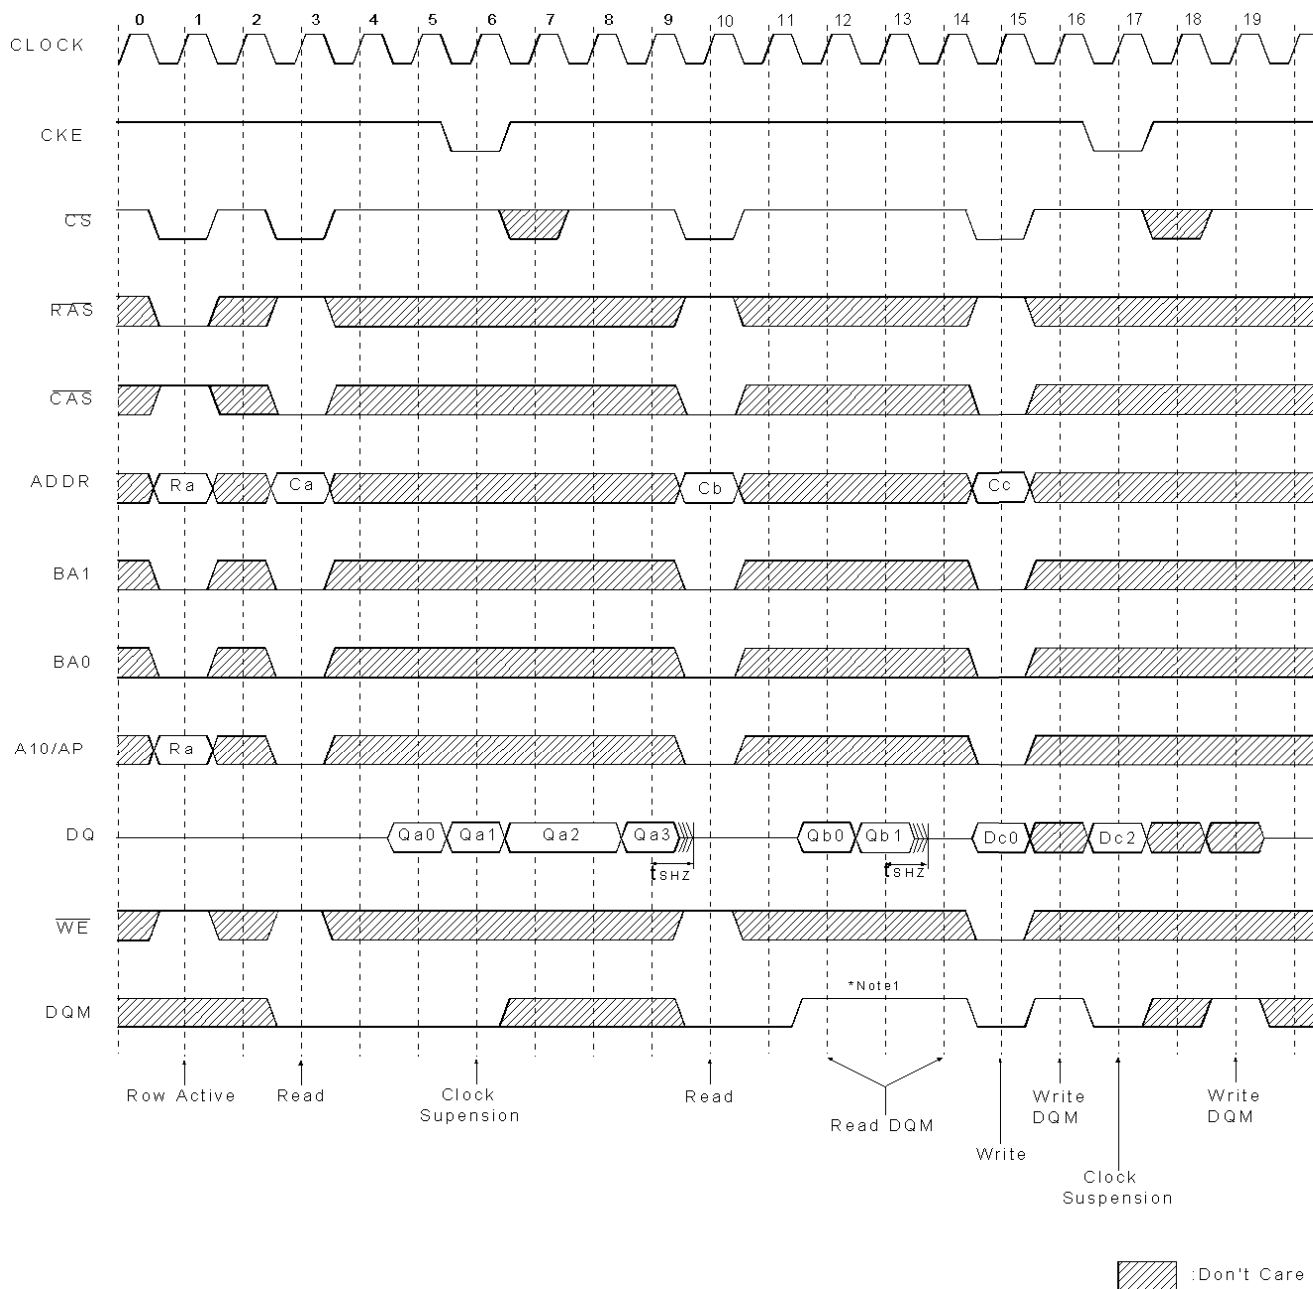 0 1 2 3 4 5 6 7 8 9 10 11 12 13 14 15 16 17 18 19
CLOCK
CKE
CS
RAS
CAS
ADDR Ra Ca Cb Cc
BA1
BA0
A10/AP Ra
DQ Qa0 Qa1 Qa2 Qa3 Qb0 Qb1 Dc0 Dc2
tSHZ tSHZ
WE
*Note1
DQM
Row Active Read Clock Read Write Write
Supension DQM DQM
Read DQM
Write
Clock
Suspension
:Don't Care